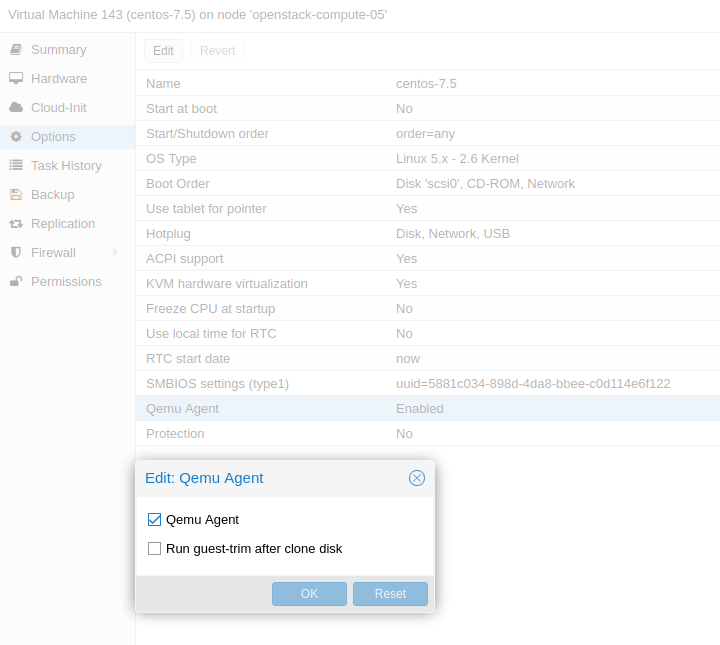 Virtual Machine 143 (centos-7.5) on node 'openstack-compute-05'
Summary
Hardware
Cloud-Init
Options
Task History
Backup
Replication
Firewall
Permissions
Edit Revert
Name centos-7.5
Start at boot No
Start/Shutdown order order=any
OS Type Linux 5.x - 2.6 Kernel
Boot Order Disk 'scsi0', CD-ROM, Network
Use tablet for pointer Yes
Hotplug Disk, Network, USB
ACPI support Yes
KVM hardware virtualization Yes
Freeze CPU at startup No
Use local time for RTC No
RTC start date now
SMBIOS settings (type1) uuid=5881c034-898d-4da8-bbee-c0d114e6f122
Qemu Agent Enabled
Protection No
Edit: Qemu Agent
Qemu Agent
Run guest-trim after clone disk
OK Reset